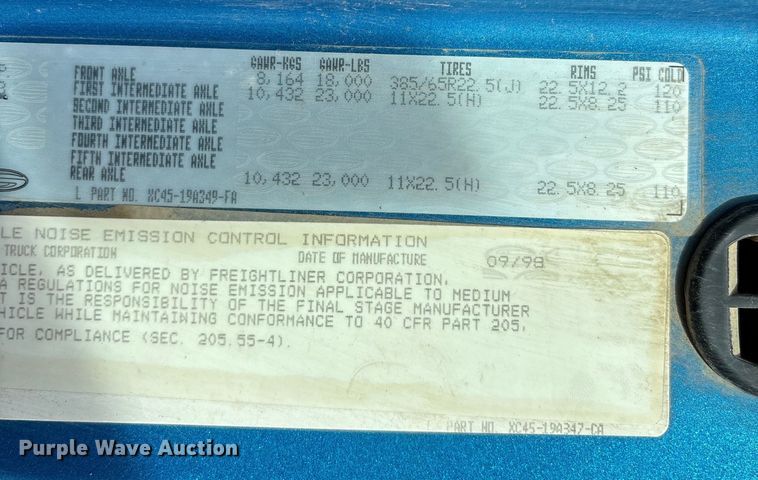 GAWR-KGS GAWR-LBS TIRES RIMS PSI COLD
FRONT AXLE 8,164 18,000 385/65R22.5(J) 22.5X12.2 120
FIRST INTERMEDIATE AXLE 10,432 23,000 11X22.5(H) 22.5X8.25 110
SECOND INTERMEDIATE AXLE
THIRD INTERMEDIATE AXLE
FOURTH INTERMEDIATE AXLE
FIFTH INTERMEDIATE AXLE
REAR AXLE 10,432 23,000 11X22.5(H) 22.5X8.25 110
PART NO. XC45-19A349-FA
LE NOISE EMISSION CONTROL INFORMATION
TRUCK CORPORATION DATE OF MANUFACTURE 09/98
HICLE, AS DELIVERED BY FREIGHTLINER CORPORATION,
A REGULATIONS FOR NOISE EMISSION APPLICABLE TO MEDIUM
T IS THE RESPONSIBILITY OF THE FINAL STAGE MANUFACTURER
HICLE WHILE MAINTAINING CONFORMANCE TO 40 CFR PART 205.
FOR COMPLIANCE (SEC. 205.55-4).
PART NO. XC45-19A347-CA
Purple Wave Auction